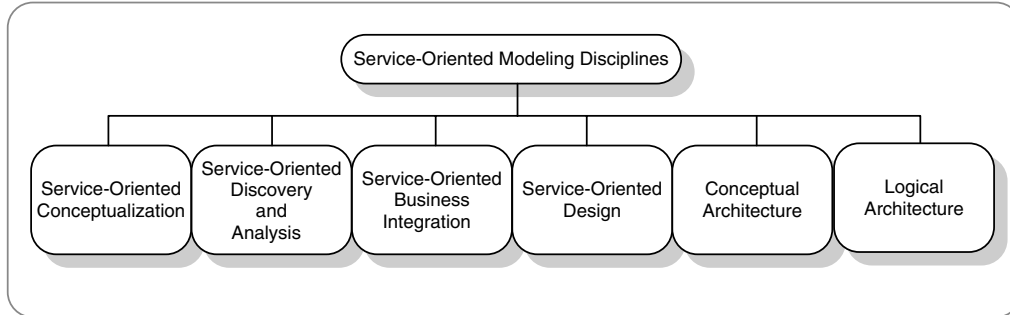 Service-Oriented Modeling Disciplines
Service-Oriented
Conceptualization
Service-Oriented
Discovery
and
Analysis
Service-Oriented
Business
Integration
Service-Oriented
Design
Conceptual
Architecture
Logical
Architecture